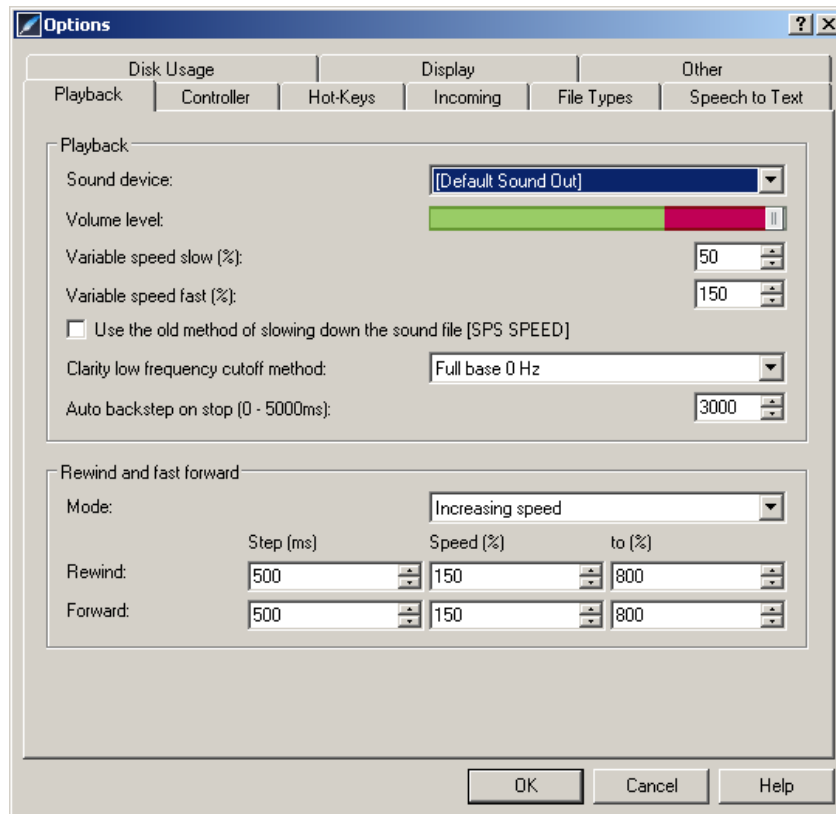 Options
Disk Usage Display Other
Playback Controller Hot-Keys Incoming File Types Speech to Text
Playback
Sound device: [Default Sound Out]
Volume level:
Variable speed slow (%): 50
Variable speed fast (%): 150
Use the old method of slowing down the sound file [SPS SPEED]
Clarity low frequency cutoff method: Full base 0 Hz
Auto backstep on stop (0 - 5000ms): 3000
Rewind and fast forward
Mode: Increasing speed
Step (ms) Speed (%) to (%)
Rewind: 500 150 800
Forward: 500 150 800
OK Cancel Help